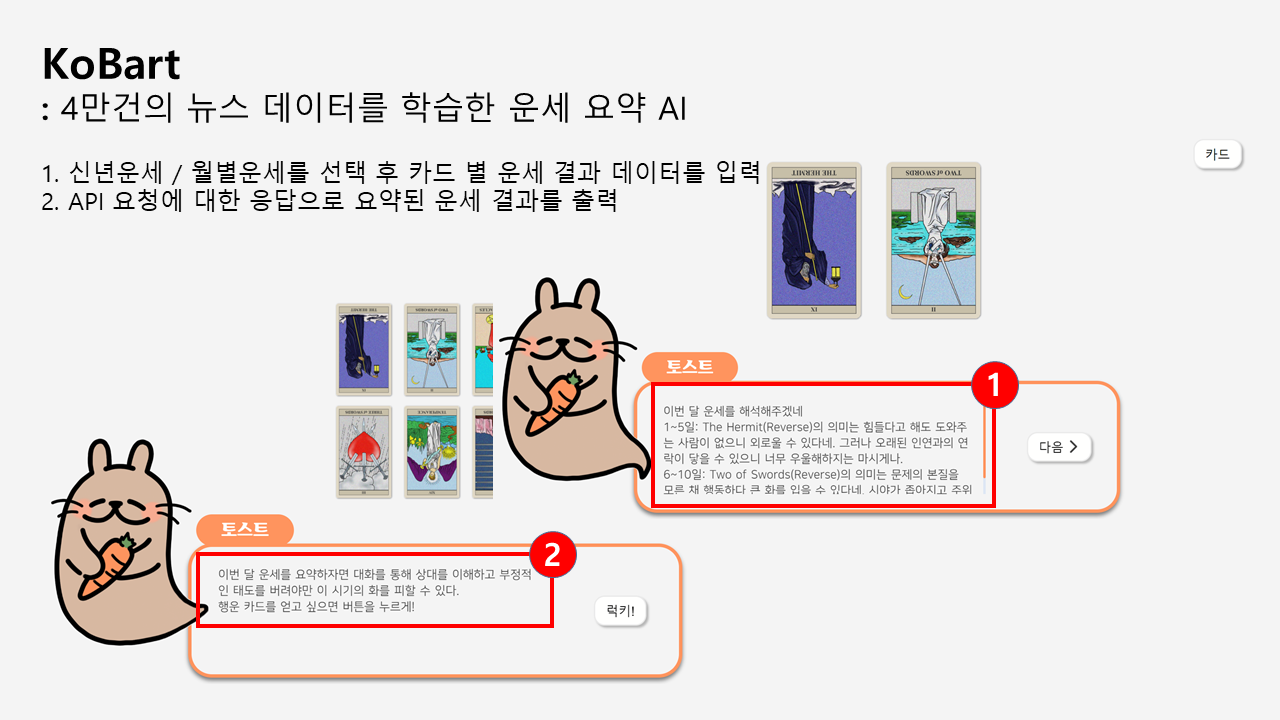 KoBart
: 4만건의 뉴스 데이터를 학습한 운세 요약 AI
1. 신년운세 / 월별운세를 선택 후 카드 별 운세 결과 데이터를 입력
2. API 요청에 대한 응답으로 요약된 운세 결과를 출력
카드
THE HERMIT
IX
TWO of SWORDS
II
THE HERMIT
IX
TWO of SWORDS
II
THREE of SWORDS
III
TEMPERANCE
XIV
토스트
1
이번 달 운세를 해석해주겠네
1~5일: The Hermit(Reverse)의 의미는 힘들다고 해도 도와주
는 사람이 없으니 외로울 수 있다네. 그러나 오래된 인연과의 연
락이 닿을 수 있으니 너무 우울해하지는 마시게나.
6~10일: Two of Swords(Reverse)의 의미는 문제의 본질을
모른 채 행동하다 큰 화를 입을 수 있다네. 시야가 좁아지고 주위
다음 >
토스트
2
이번 달 운세를 요약하자면 대화를 통해 상대를 이해하고 부정적
인 태도를 버려야만 이 시기의 화를 피할 수 있다.
행운 카드를 얻고 싶으면 버튼을 누르게!
럭키!